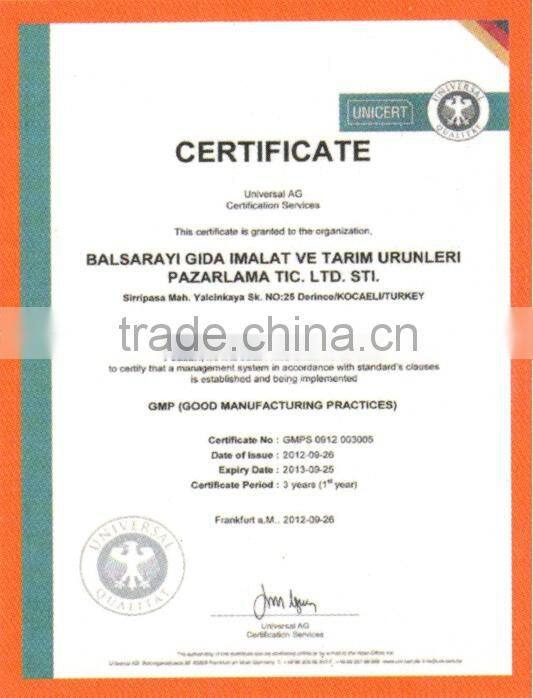 UNICERT
UNIVERSAL
QUALITÄT
CERTIFICATE
Universal AG
Certification Services
This certificate is granted to the organization,
BALSARAYI GIDA IMALAT VE TARIM URUNLERI
PAZARLAMA TIC. LTD. STI.
Sirripasa Mah. Yalcinkaya Sk. NO:25 Derince/KOCAELI/TURKEY
trade.china.cn
to certify that a management system in accordance with standard's clauses
is established and being implemented
GMP (GOOD MANUFACTURING PRACTICES)
Certificate No : GMPS 0912 003005
Date of Issue : 2012-09-26
Expiry Date : 2013-09-25
Certificate Period : 3 years (1st year)
Frankfurt a.M.. 2012-09-26
UNIVERSAL
QUALITÄT
Universal AG
Certification Services